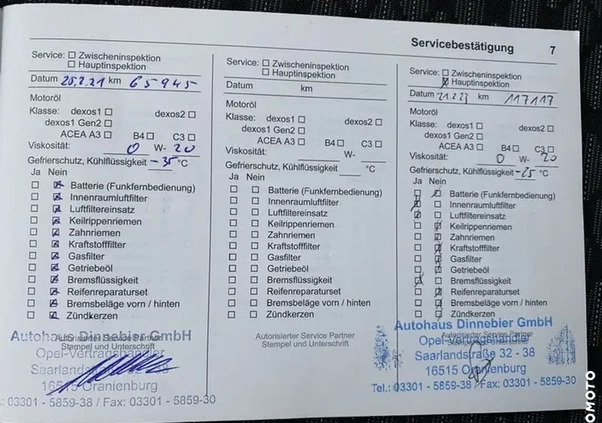 Servicebestätigung 7
Service: Zwischeninspektion
Hauptinspektion
Datum 25.2.21 km 65945
Motoröl
Klasse: dexos1 dexos2
dexos1 Gen2
ACEA A3 B4 C3
Viskosität: 0 W- 20
Gefrierschutz, Kühlflüssigkeit -35 °C
Ja Nein
Batterie (Funkfernbedienung)
Innenraumluftfilter
Luftfiltereinsatz
Keilrippenriemen
Zahnriemen
Kraftstofffilter
Gasfilter
Getriebeöl
Bremsflüssigkeit
Reifenreparaturset
Bremsbeläge vorn / hinten
Zündkerzen
Autorisierter Service Partner
Stempel und Unterschrift
Autohaus Dinnebier GmbH
Opel-Vertragshändler
Saarlandstraße 32 - 38
16515 Oranienburg
: 03301 - 5859-38 / Fax: 03301 - 5859-30
Service: Zwischeninspektion
Hauptinspektion
Datum km
Motoröl
Klasse: dexos1 dexos2
dexos1 Gen2
ACEA A3 B4 C3
Viskosität: W-
Gefrierschutz, Kühlflüssigkeit °C
Ja Nein
Batterie (Funkfernbedienung)
Innenraumluftfilter
Luftfiltereinsatz
Keilrippenriemen
Zahnriemen
Kraftstofffilter
Gasfilter
Getriebeöl
Bremsflüssigkeit
Reifenreparaturset
Bremsbeläge vorn / hinten
Zündkerzen
Autorisierter Service Partner
Stempel und Unterschrift
Service: Zwischeninspektion
Hauptinspektion
Datum km 117117
Motoröl
Klasse: dexos1 dexos2
dexos1 Gen2
ACEA A3 B4 C3
Viskosität: 0 W- 20
Gefrierschutz, Kühlflüssigkeit -25 °C
Ja Nein
Batterie (Funkfernbedienung)
Innenraumluftfilter
Luftfiltereinsatz
Keilrippenriemen
Zahnriemen
Kraftstofffilter
Gasfilter
Getriebeöl
Bremsflüssigkeit
Reifenreparaturset
Bremsbeläge vorn / hinten
Zündkerzen
Autorisierter Service Partner
Autohaus Dinnebier GmbH
Opel-Vertragshändler
Saarlandstraße 32 - 38
16515 Oranienburg
Tel.: 03301 - 5859-38 / Fax: 03301 - 5859-30
OMOTO